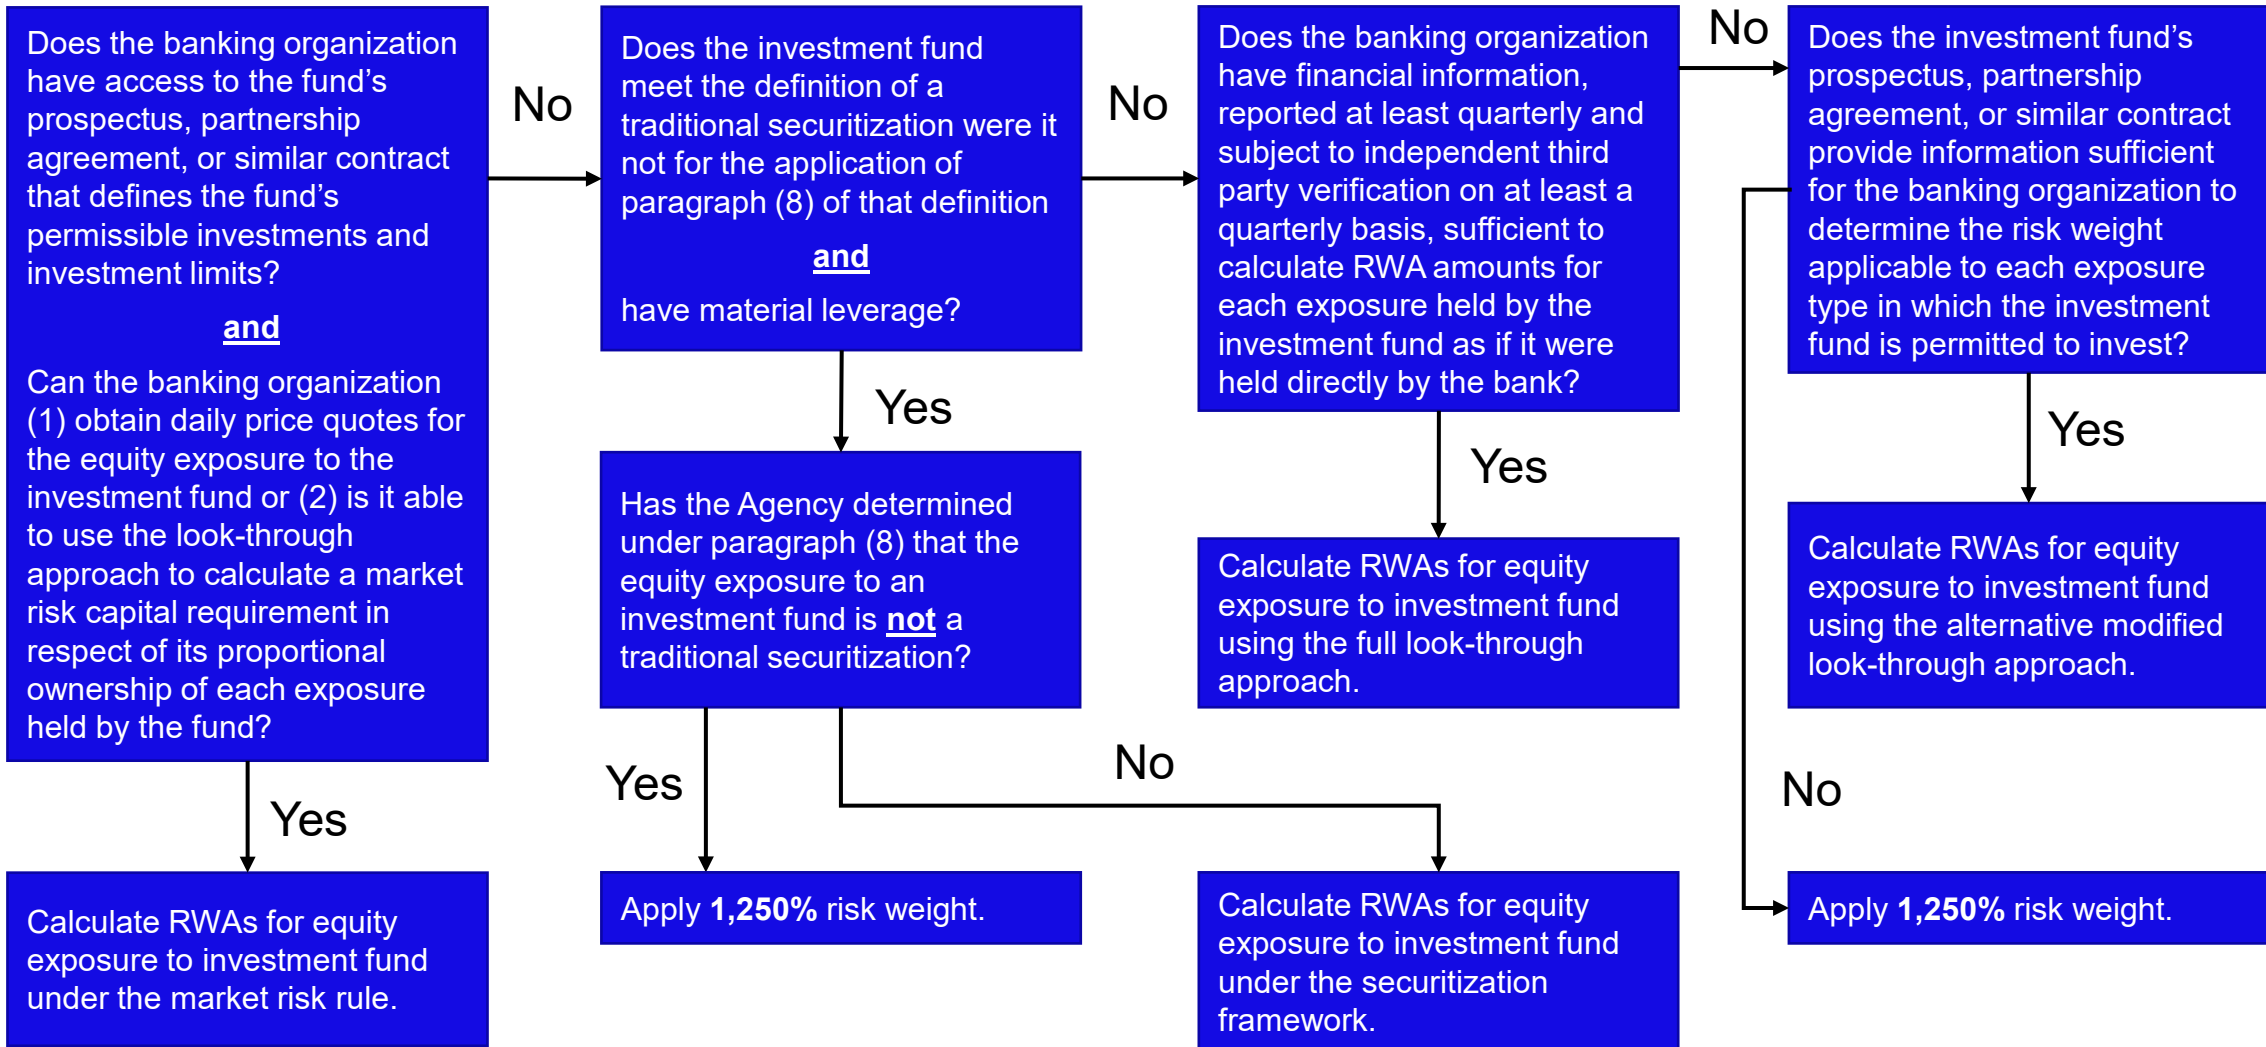 Does the banking organization
have access to the fund’s
prospectus, partnership
agreement, or similar contract
that defines the fund’s
permissible investments and
investment limits?
and
Can the banking organization
(1) obtain daily price quotes for
the equity exposure to the
investment fund or (2) is it able
to use the look-through
approach to calculate a market
risk capital requirement in
respect of its proportional
ownership of each exposure
held by the fund?
Yes
Calculate RWAs for equity
exposure to investment fund
under the market risk rule.
No
Does the investment fund
meet the definition of a
traditional securitization were it
not for the application of
paragraph (8) of that definition
and
have material leverage?
Yes
Has the Agency determined
under paragraph (8) that the
equity exposure to an
investment fund is not a
traditional securitization?
Yes
Apply 1,250% risk weight.
No
Calculate RWAs for equity
exposure to investment fund
under the securitization
framework.
No
Does the banking organization
have financial information,
reported at least quarterly and
subject to independent third
party verification on at least a
quarterly basis, sufficient to
calculate RWA amounts for
each exposure held by the
investment fund as if it were
held directly by the bank?
Yes
Calculate RWAs for equity
exposure to investment fund
using the full look-through
approach.
No
Does the investment fund’s
prospectus, partnership
agreement, or similar contract
provide information sufficient
for the banking organization to
determine the risk weight
applicable to each exposure
type in which the investment
fund is permitted to invest?
Yes
Calculate RWAs for equity
exposure to investment fund
using the alternative modified
look-through approach.
No
Apply 1,250% risk weight.